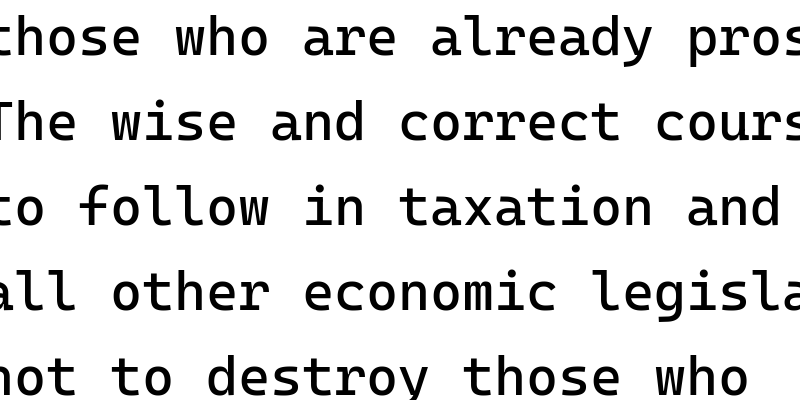 those who are already pros
The wise and correct cours
to follow in taxation and
all other economic legisla
not to destroy those who